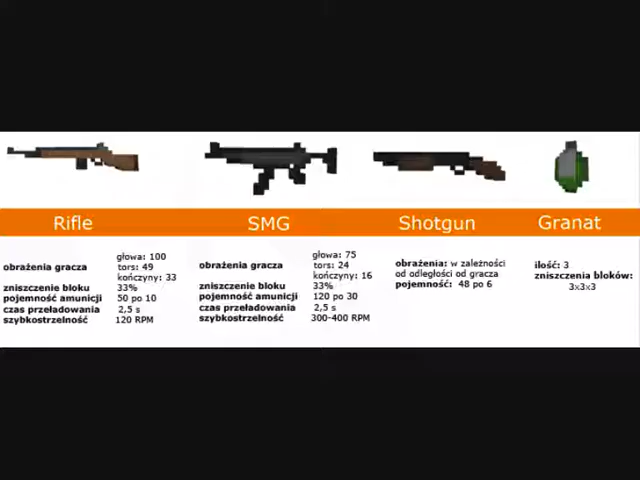 Rifle
SMG
Shotgun
Granat
obrażenia gracza
głowa: 100
tors: 49
kończyny: 33
zniszczenie bloku 33%
pojemność amunicji 50 po 10
czas przeładowania 2,5 s
szybkostrzelność 120 RPM
obrażenia gracza
głowa: 75
tors: 24
kończyny: 16
zniszczenie bloku 33%
pojemność amunicji 120 po 30
czas przeładowania 2,5 s
szybkostrzelność 300-400 RPM
obrażenia: w zależności
od odległości od gracza
pojemność: 48 po 6
ilość: 3
zniszczenia bloków:
3x3x3